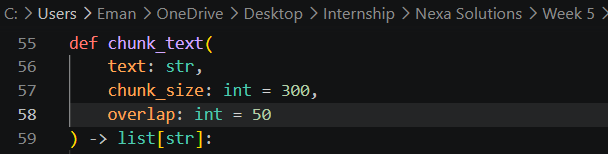 C: > Users > Eman > OneDrive > Desktop > Internship > Nexa Solutions > Week 5 >
55 def chunk_text(
56     text: str,
57     chunk_size: int = 300,
58     overlap: int = 50
59 ) -> list[str]: